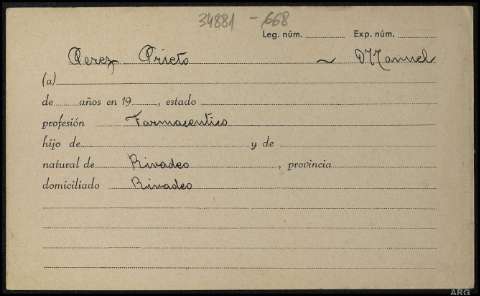 34881 - 668
Leg. núm. Exp. núm.
Perez Prieto ~ Manuel
(a)
de años en 19 , estado
profesión Farmaceutico
hijo de y de
natural de Rivadeo , provincia
domiciliado Rivadeo
ARG